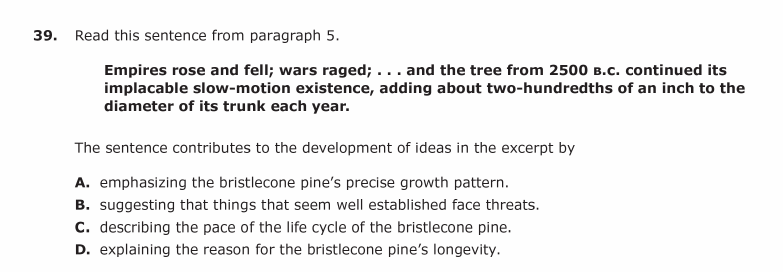 39. Read this sentence from paragraph 5.
Empires rose and fell; wars raged; . . . and the tree from 2500 B.C. continued its
implacable slow-motion existence, adding about two-hundredths of an inch to the
diameter of its trunk each year.
The sentence contributes to the development of ideas in the excerpt by
A. emphasizing the bristlecone pine’s precise growth pattern.
B. suggesting that things that seem well established face threats.
C. describing the pace of the life cycle of the bristlecone pine.
D. explaining the reason for the bristlecone pine’s longevity.